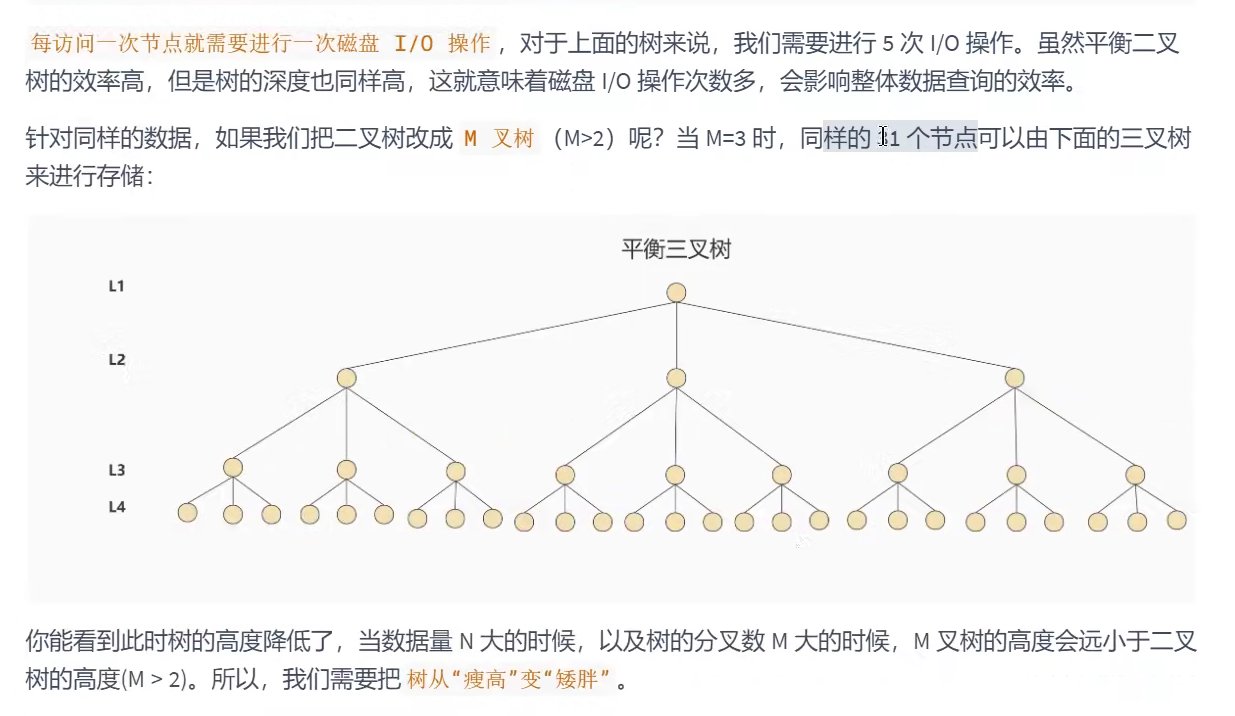 每访问一次节点就需要进行一次磁盘 I/O 操作，对于上面的树来说，我们需要进行 5 次 I/O 操作。虽然平衡二叉
树的效率高，但是树的深度也同样高，这就意味着磁盘 I/O 操作次数多，会影响整体数据查询的效率。
针对同样的数据，如果我们把二叉树改成 M 叉树（M>2）呢？当 M=3 时，同样的 31 个节点可以由下面的三叉树
来进行存储：
平衡三叉树
L1
L2
L3
L4
你能看到此时树的高度降低了，当数据量 N 大的时候，以及树的分叉数 M 大的时候，M 叉树的高度会远小于二叉
树的高度(M > 2)。所以，我们需要把 树从“瘦高”变“矮胖”。